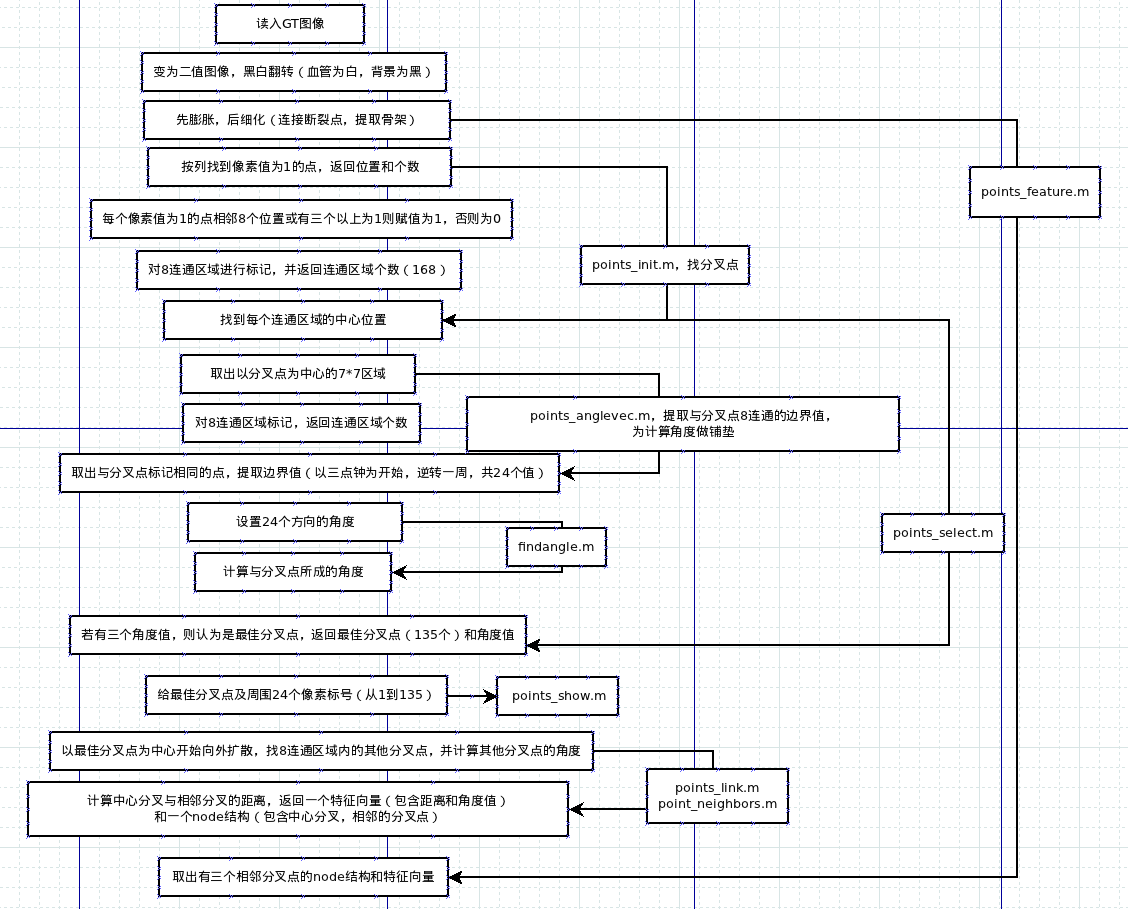 读入GT图像
变为二值图像，黑白翻转（血管为白，背景为黑）
先膨胀，后细化（连接断裂点，提取骨架）
按列找到像素值为1的点，返回位置和个数
points_feature.m
每个像素值为1的点相邻8个位置或有三个以上为1则赋值为1，否则为0
points_init.m，找分叉点
对8连通区域进行标记，并返回连通区域个数（168）
找到每个连通区域的中心位置
取出以分叉点为中心的7*7区域
points_anglevec.m，提取与分叉点8连通的边界值，
为计算角度做铺垫
对8连通区域标记，返回连通区域个数
取出与分叉点标记相同的点，提取边界值（以三点钟为开始，逆转一周，共24个值）
设置24个方向的角度
points_select.m
findangle.m
计算与分叉点所成的角度
若有三个角度值，则认为是最佳分叉点，返回最佳分叉点（135个）和角度值
给最佳分叉点及周围24个像素标号（从1到135）
points_show.m
以最佳分叉点为中心开始向外扩散，找8连通区域内的其他分叉点，并计算其他分叉点的角度
points_link.m
point_neighbors.m
计算中心分叉与相邻分叉的距离，返回一个特征向量（包含距离和角度值）
和一个node结构（包含中心分叉，相邻的分叉点）
取出有三个相邻分叉点的node结构和特征向量